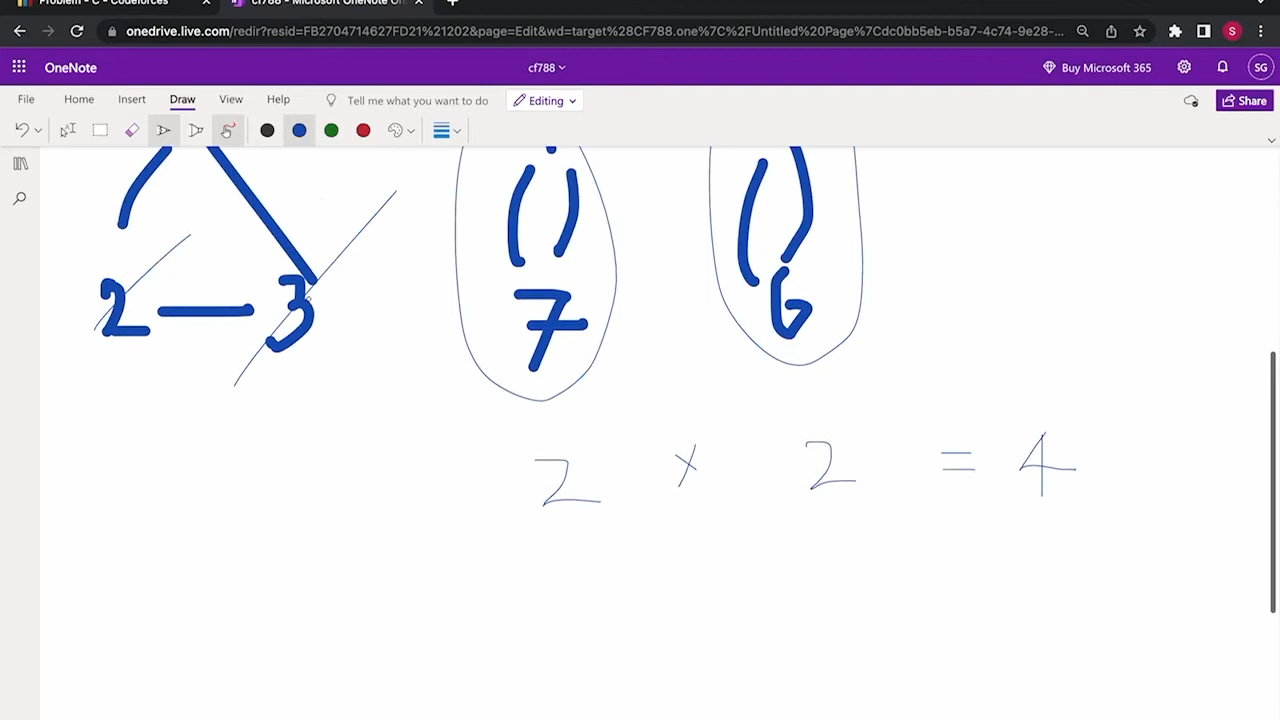 Problem - C - Codeforces
cf788 - Microsoft OneNote On
onedrive.live.com/redir?resid=FB2704714627FD21%21202&page=Edit&wd=target%28CF788.one%7C%2FUntitled%20Page%7Cdc0bb5eb-b5a7-4c74-9e28-...
S
OneNote
cf788
Buy Microsoft 365
SG
File Home Insert Draw View Help Tell me what you want to do Editing Share
2 — 3
7
6
2 × 2 = 4